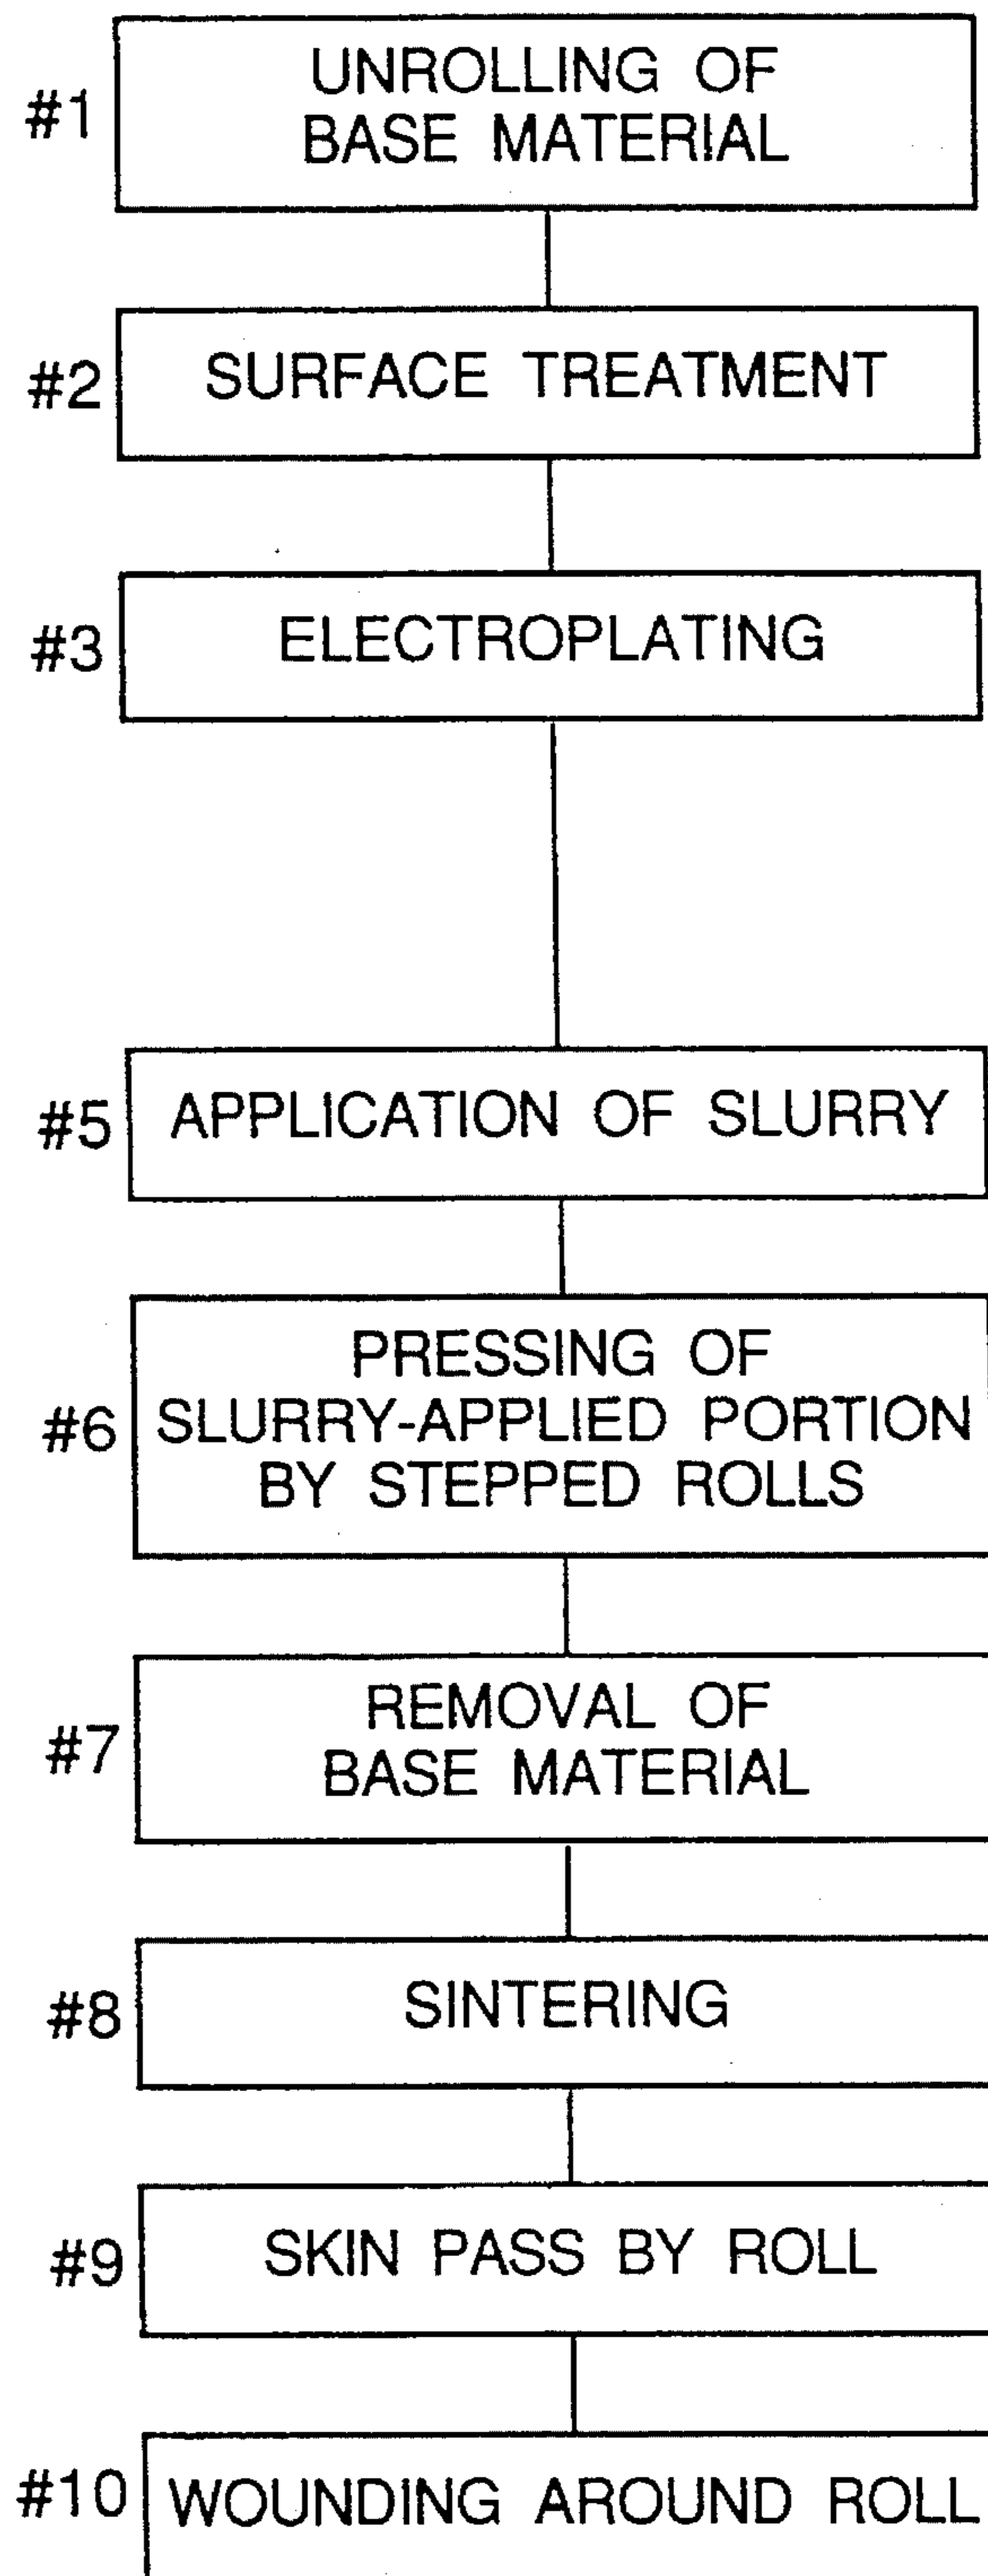 #1
UNROLLING OF
BASE MATERIAL
#2
SURFACE TREATMENT
#3
ELECTROPLATING
#5
APPLICATION OF SLURRY
#6
PRESSING OF
SLURRY-APPLIED PORTION
BY STEPPED ROLLS
#7
REMOVAL OF
BASE MATERIAL
#8
SINTERING
#9
SKIN PASS BY ROLL
#10
WOUNDING AROUND ROLL